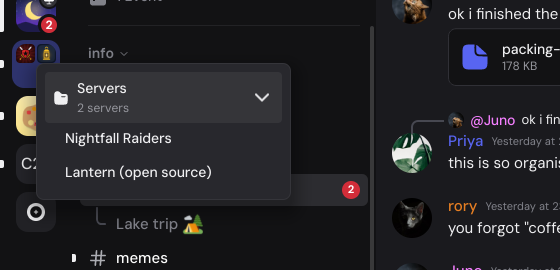 2
info
Servers
2 servers
Nightfall Raiders
Lantern (open source)
2
Lake trip 🏕️
# memes
ok i finished the
packing-
178 KB
@Juno ok i fin
Priya Yesterday at
this is so organis
rory Yesterday at 2
you forgot "coffe